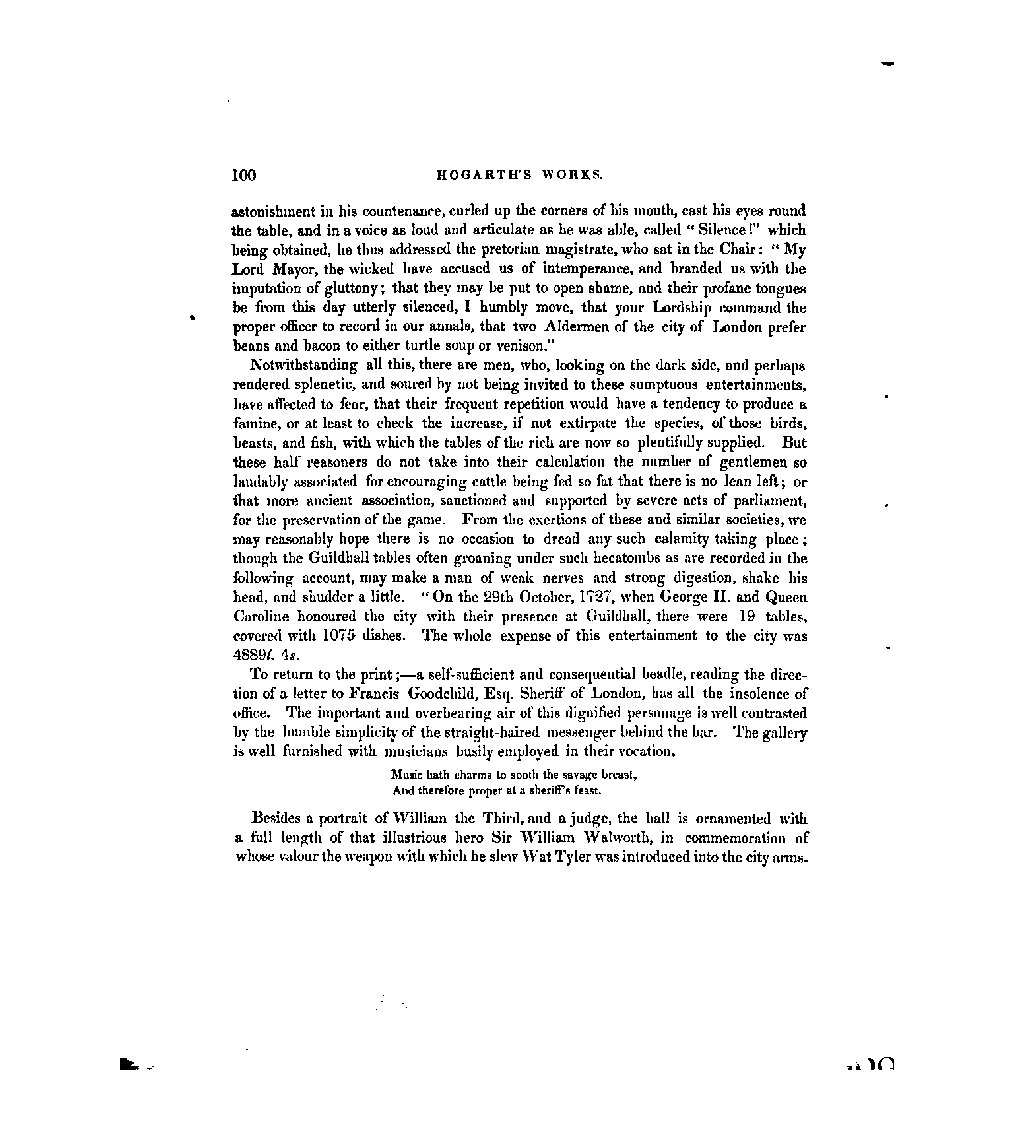 100 HOGARTH'S WORKS.
astonishment in his countenance, curled up the corners of his mouth, cast his eyes round
the table, and in a voice as loud and articulate as he was able, called " Silence!" which
being obtained, he thus addressed the pretorian magistrate, who sat in the Chair: " My
Lord Mayor, the wicked have accused us of intemperance, and branded us with the
imputation of gluttony; that they may be put to open shame, and their profane tongues
be from this day utterly silenced, I humbly move, that your Lordship command the
proper officer to record in our annals, that two Aldermen of the city of London prefer
beans and bacon to either turtle soup or venison."
Notwithstanding all this, there are men, who, looking on the dark side, and perhaps
rendered splenetic, and soured by not being invited to these sumptuous entertainments,
have affected to fear, that their frequent repetition would have a tendency to produce a
famine, or at least to check the increase, if not extirpate the species, of those birds,
beasts, and fish, with which the tables of the rich are now so plentifully supplied. But
these half reasoners do not take into their calculation the number of gentlemen so
laudably associated for encouraging cattle being fed so fat that there is no lean left; or
that more ancient association, sanctioned and supported by severe acts of parliament,
for the preservation of the game. From the exertions of these and similar societies, we
may reasonably hope there is no occasion to dread any such calamity taking place;
though the Guildhall tables often groaning under such hecatombs as are recorded in the
following account, may make a man of weak nerves and strong digestion, shake his
head, and shudder a little. " On the 29th October, 1727, when George II. and Queen
Caroline honoured the city with their presence at Guildhall, there were 19 tables,
covered with 1075 dishes. The whole expense of this entertainment to the city was
4889l. 4s.
To return to the print;—a self-sufficient and consequential beadle, reading the direc-
tion of a letter to Francis Goodchild, Esq. Sheriff of London, has all the insolence of
office. The important and overbearing air of this dignified personage is well contrasted
by the humble simplicity of the straight-haired messenger behind the bar. The gallery
is well furnished with musicians busily employed in their vocation.
Music hath charms to sooth the savage breast,
And therefore proper at a sheriff's feast.
Besides a portrait of William the Third, and a judge, the hall is ornamented with
a full length of that illustrious hero Sir William Walworth, in commemoration of
whose valour the weapon with which he slew Wat Tyler was introduced into the city arms.